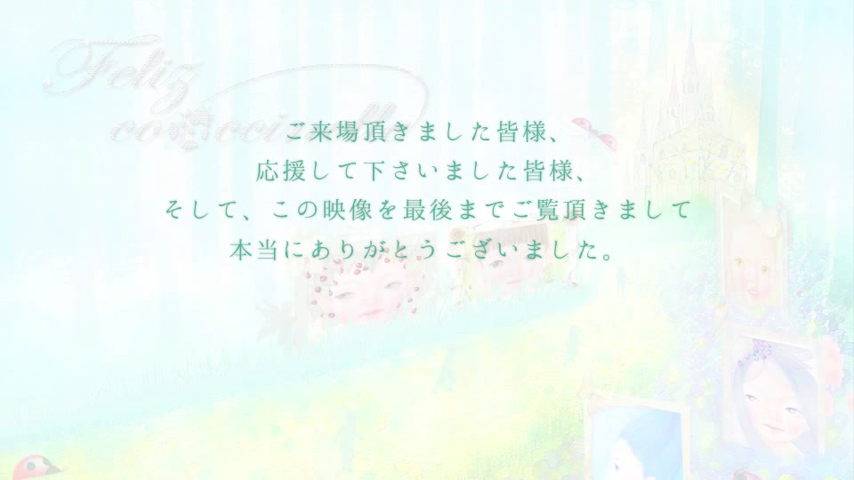 Feliz
ご来場頂きました皆様、
応援して下さいました皆様、
そして、この映像を最後までご覧頂きまして
本当にありがとうございました。